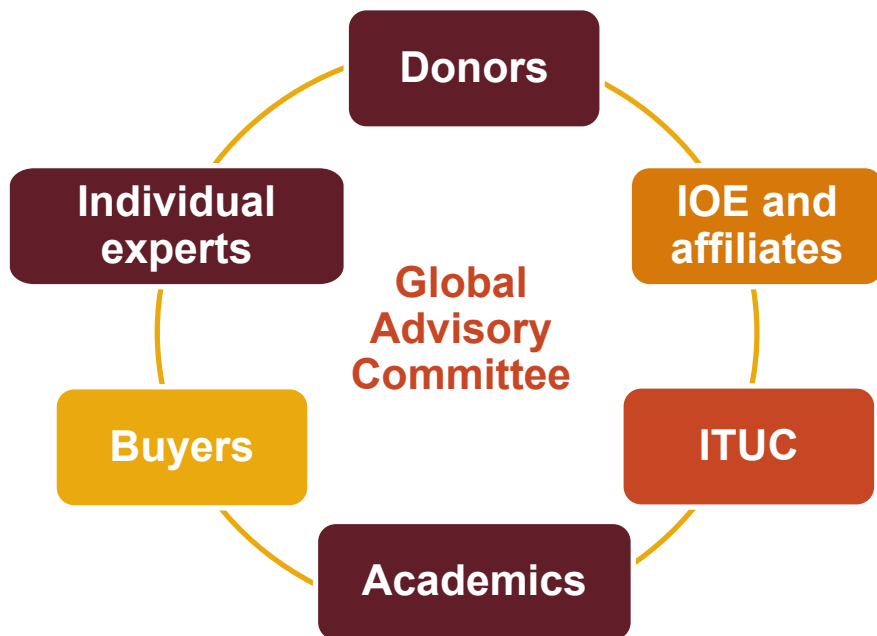 Donors
IOE and
affiliates
ITUC
Academics
Buyers
Individual
experts
Global
Advisory
Committee